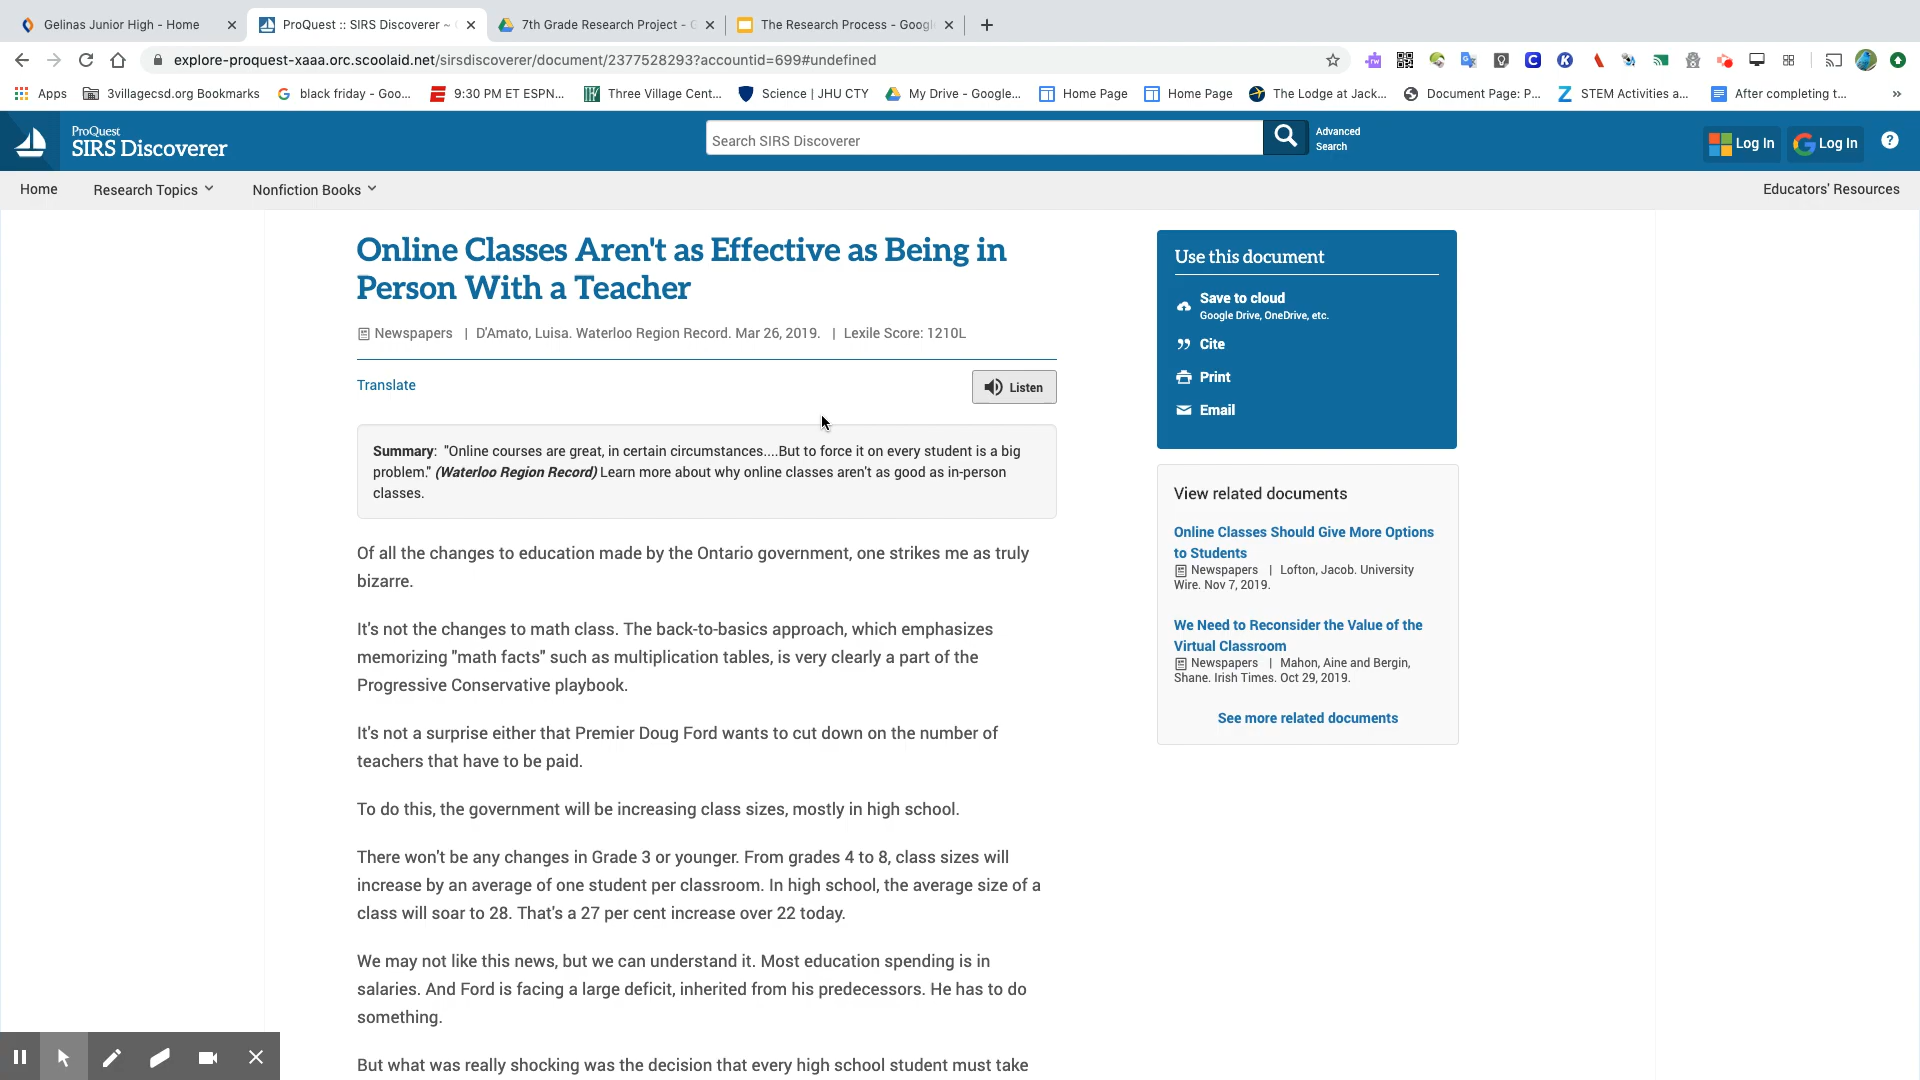 Gelinas Junior High - Home
ProQuest :: SIRS Discoverer ~
7th Grade Research Project -
The Research Process - Googl
explore-proquest-xaaa.orc.scoolaid.net/sirsdiscoverer/document/2377528293?accountid=699#undefined
Apps
3villagecsd.org Bookmarks
black friday - Goo...
9:30 PM ET ESPN...
Three Village Cent...
Science | JHU CTY
My Drive - Google...
Home Page
Home Page
The Lodge at Jack...
Document Page: P...
STEM Activities a...
After completing t...
»
ProQuest
SIRS Discoverer
Search SIRS Discoverer
Advanced
Search
Log In
Log In
?
Home
Research Topics
Nonfiction Books
Educators' Resources
Online Classes Aren't as Effective as Being in
Person With a Teacher
Newspapers | D'Amato, Luisa. Waterloo Region Record. Mar 26, 2019. | Lexile Score: 1210L
Translate
Listen
Summary: "Online courses are great, in certain circumstances....But to force it on every student is a big
problem." (Waterloo Region Record) Learn more about why online classes aren't as good as in-person
classes.
Of all the changes to education made by the Ontario government, one strikes me as truly
bizarre.
It's not the changes to math class. The back-to-basics approach, which emphasizes
memorizing "math facts" such as multiplication tables, is very clearly a part of the
Progressive Conservative playbook.
It's not a surprise either that Premier Doug Ford wants to cut down on the number of
teachers that have to be paid.
To do this, the government will be increasing class sizes, mostly in high school.
There won't be any changes in Grade 3 or younger. From grades 4 to 8, class sizes will
increase by an average of one student per classroom. In high school, the average size of a
class will soar to 28. That's a 27 per cent increase over 22 today.
We may not like this news, but we can understand it. Most education spending is in
salaries. And Ford is facing a large deficit, inherited from his predecessors. He has to do
something.
But what was really shocking was the decision that every high school student must take
Use this document
Save to cloud
Google Drive, OneDrive, etc.
Cite
Print
Email
View related documents
Online Classes Should Give More Options
to Students
Newspapers | Lofton, Jacob. University
Wire. Nov 7, 2019.
We Need to Reconsider the Value of the
Virtual Classroom
Newspapers | Mahon, Aine and Bergin,
Shane. Irish Times. Oct 29, 2019.
See more related documents